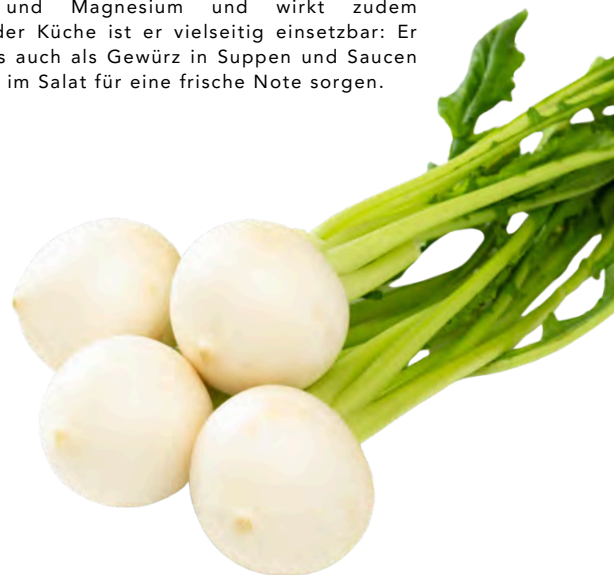 und Magnesium und wirkt zudem
der Küche ist er vielseitig einsetzbar: Er
s auch als Gewürz in Suppen und Saucen
im Salat für eine frische Note sorgen.